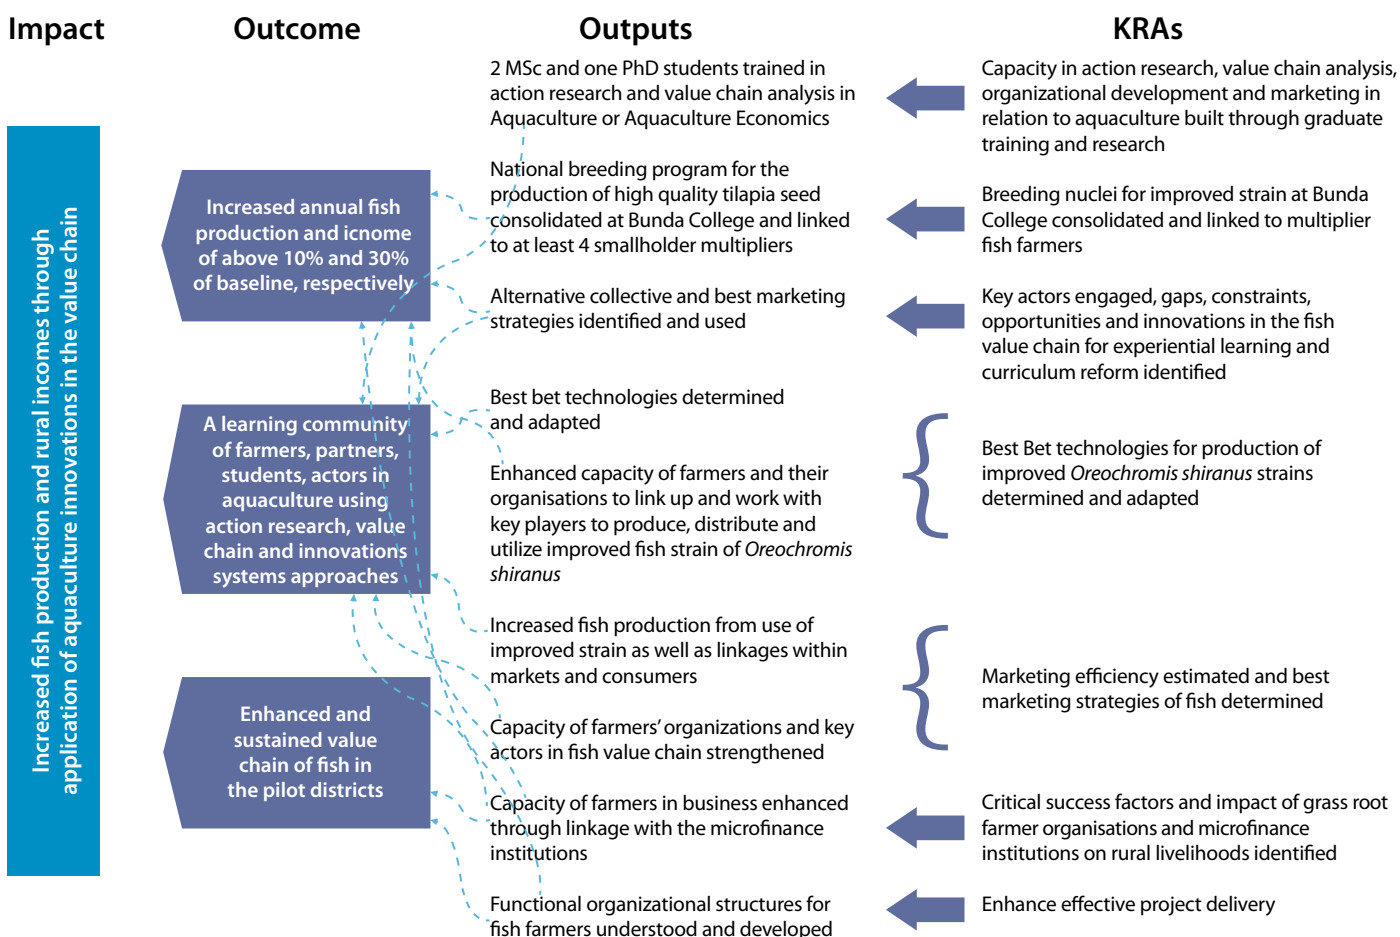 Impact
Outcome
Outputs
KRAs
Increased fish production and rural incomes through
application of aquaculture innovations in the value chain
Increased annual fish
production and icnome
of above 10% and 30%
of baseline, respectively
A learning community
of farmers, partners,
students, actors in
aquaculture using
action research, value
chain and innovations
systems approaches
Enhanced and
sustained value
chain of fish in
the pilot districts
2 MSc and one PhD students trained in
action research and value chain analysis in
Aquaculture or Aquaculture Economics
National breeding program for the
production of high quality tilapia seed
consolidated at Bunda College and linked
to at least 4 smallholder multipliers
Alternative collective and best marketing
strategies identified and used
Best bet technologies determined
and adapted
Enhanced capacity of farmers and their
organisations to link up and work with
key players to produce, distribute and
utilize improved fish strain of Oreochromis
shiranus
Increased fish production from use of
improved strain as well as linkages within
markets and consumers
Capacity of farmers' organizations and key
actors in fish value chain strengthened
Capacity of farmers in business enhanced
through linkage with the microfinance
institutions
Functional organizational structures for
fish farmers understood and developed
Capacity in action research, value chain analysis,
organizational development and marketing in
relation to aquaculture built through graduate
training and research
Breeding nuclei for improved strain at Bunda
College consolidated and linked to multiplier
fish farmers
Key actors engaged, gaps, constraints,
opportunities and innovations in the fish
value chain for experiential learning and
curriculum reform identified
Best Bet technologies for production of
improved Oreochromis shiranus strains
determined and adapted
Marketing efficiency estimated and best
marketing strategies of fish determined
Critical success factors and impact of grass root
farmer organisations and microfinance
institutions on rural livelihoods identified
Enhance effective project delivery